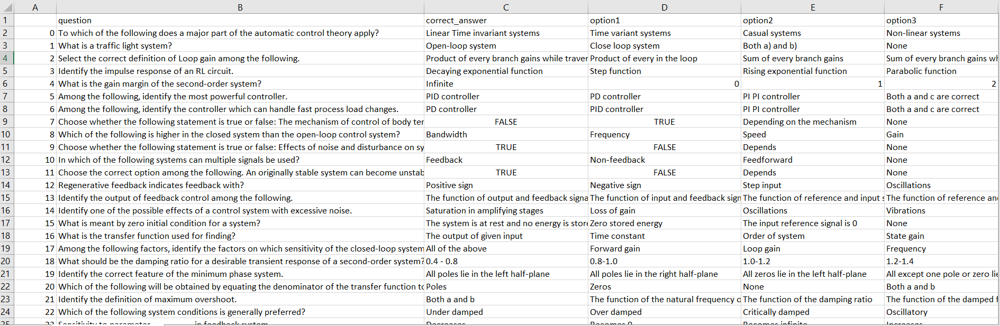 A B C D E F
1 question correct_answer option1 option2 option3
2 0 To which of the following does a major part of the automatic control theory apply? Linear Time invariant systems Time variant systems Casual systems Non-linear systems
3 1 What is a traffic light system? Open-loop system Close loop system Both a) and b) None
4 2 Select the correct definition of Loop gain among the following. Product of every branch gains while traver Product of every in the loop Sum of every branch gains Sum of every branch gains wh
5 3 Identify the impulse response of an RL circuit. Decaying exponential function Step function Rising exponential function Parabolic function
6 4 What is the gain margin of the second-order system? Infinite 0 1 2
7 5 Among the following, identify the most powerful controller. PID controller PD controller PI PI controller Both a and c are correct
8 6 Among the following, identify the controller which can handle fast process load changes. PD controller PID controller PI PI controller Both a and c are correct
9 7 Choose whether the following statement is true or false: The mechanism of control of body ter FALSE TRUE Depending on the mechanism None
10 8 Which of the following is higher in the closed system than the open-loop control system? Bandwidth Frequency Speed Gain
11 9 Choose whether the following statement is true or false: Effects of noise and disturbance on sy TRUE FALSE Depends None
12 10 In which of the following systems can multiple signals be used? Feedback Non-feedback Feedforward None
13 11 Choose the correct option among the following. An originally stable system can become unstab TRUE FALSE Depends None
14 12 Regenerative feedback indicates feedback with? Positive sign Negative sign Step input Oscillations
15 13 Identify the output of feedback control among the following. The function of output and feedback signa The function of input and feedback sign The function of reference and input s The function of reference an
16 14 Identify one of the possible effects of a control system with excessive noise. Saturation in amplifying stages Loss of gain Oscillations Vibrations
17 15 What is meant by zero initial condition for a system? The system is at rest and no energy is store Zero stored energy The input reference signal is 0 None
18 16 What is the transfer function used for finding? The output of given input Time constant Order of system State gain
19 17 Among the following factors, identify the factors on which sensitivity of the closed-loop system All of the above Forward gain Loop gain Frequency
20 18 What should be the damping ratio for a desirable transient response of a second-order system? 0.4 - 0.8 0.8-1.0 1.0-1.2 1.2-1.4
21 19 Identify the correct feature of the minimum phase system. All poles lie in the left half-plane All poles lie in the right half-plane All zeros lie in the left half-plane All except one pole or zero lie
22 20 Which of the following will be obtained by equating the denominator of the transfer function to Poles Zeros None Both a and b
23 21 Identify the definition of maximum overshoot. Both a and b The function of the natural frequency o The function of the damping ratio The function of the damped f
24 22 Which of the following system conditions is generally preferred? Under damped Over damped Critically damped Oscillatory
25 23 Sensitivity to parameter in feedback system Decreases Becomes 0 Becomes infinite Increases